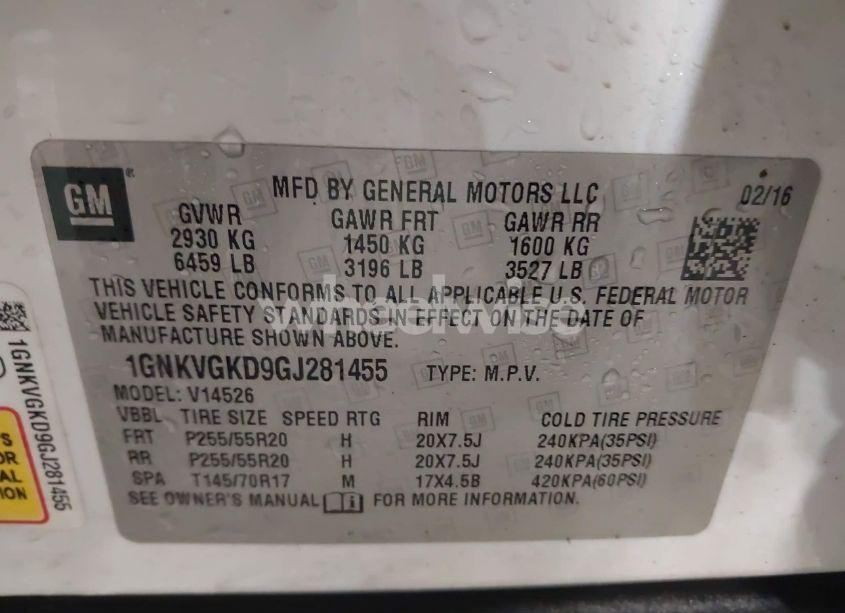 GM
MFD BY GENERAL MOTORS LLC
02/16
GVWR GAWR FRT GAWR RR
2930 KG 1450 KG 1600 KG
6459 LB 3196 LB 3527 LB
THIS VEHICLE CONFORMS TO ALL APPLICABLE U.S. FEDERAL MOTOR
VEHICLE SAFETY STANDARDS IN EFFECT ON THE DATE OF
MANUFACTURE SHOWN ABOVE.
1GNKVGKD9GJ281455 TYPE: M.P.V.
MODEL: V14526
VBBL TIRE SIZE SPEED RTG RIM COLD TIRE PRESSURE
FRT P255/55R20 H 20X7.5J 240KPA(35PSI)
RR P255/55R20 H 20X7.5J 240KPA(35PSI)
SPA T145/70R17 M 17X4.5B 420KPA(60PSI)
SEE OWNER'S MANUAL FOR MORE INFORMATION.
1GNKVGKD9GJ281455
S
OR
AL
ION